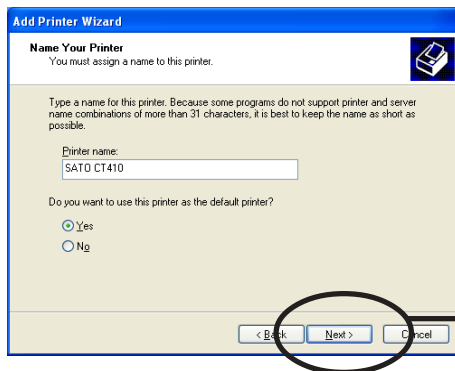 Add Printer Wizard
Name Your Printer
You must assign a name to this printer.
Type a name for this printer. Because some programs do not support printer and server
name combinations of more than 31 characters, it is best to keep the name as short as
possible.
Printer name:
SATO CT410
Do you want to use this printer as the default printer?
Yes
No
< Back Next > Cancel